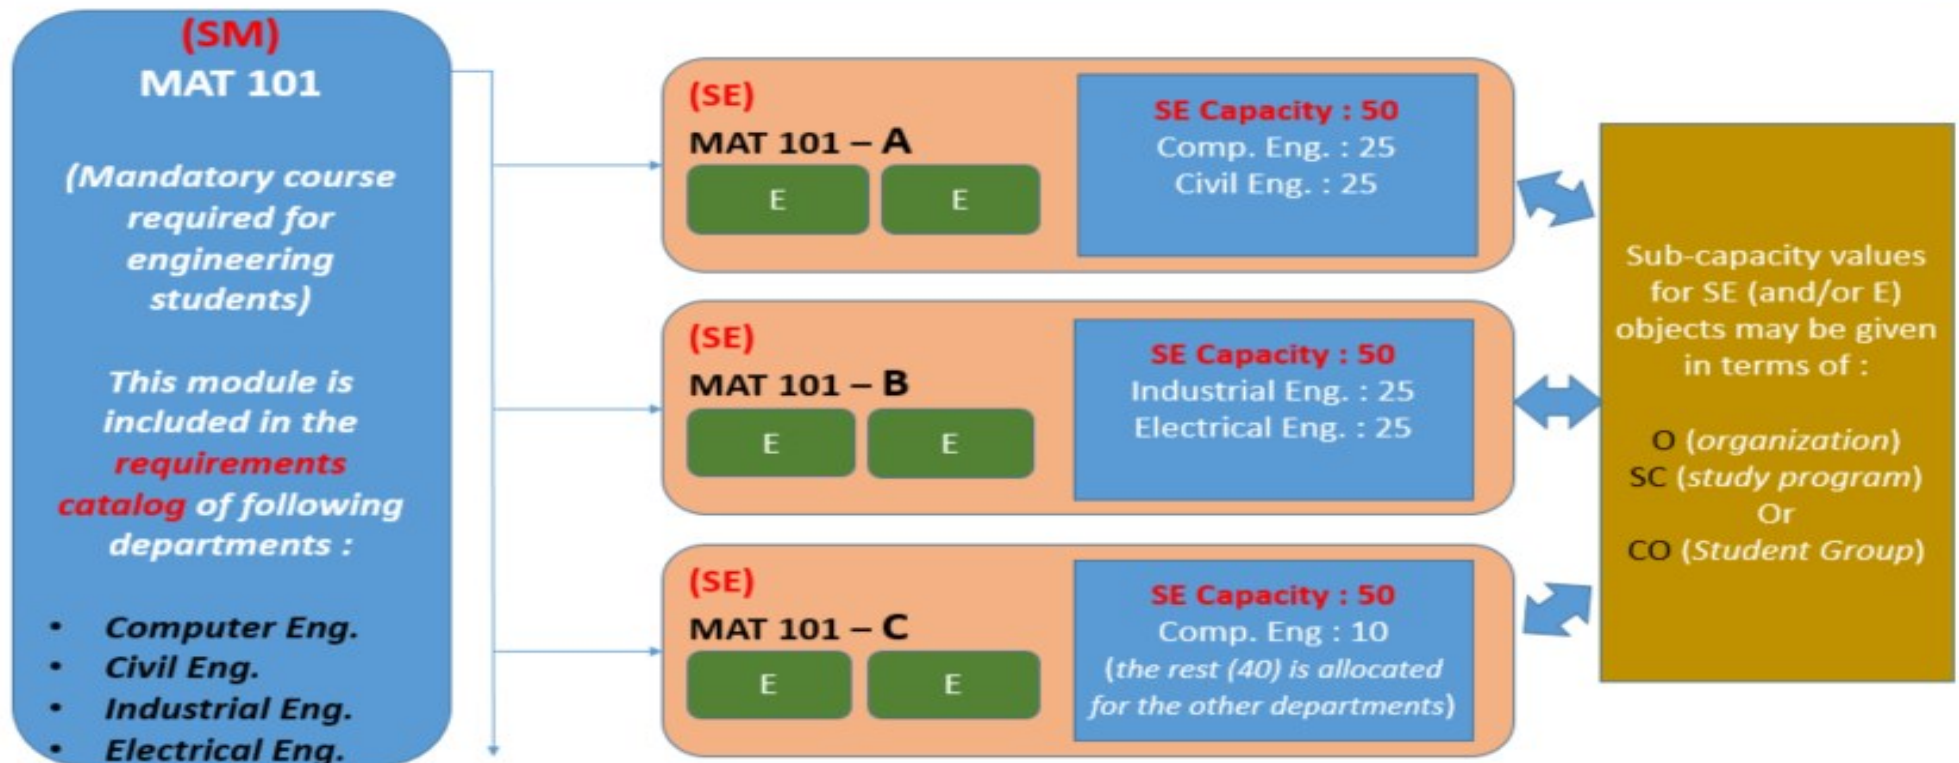 (SM)
MAT 101
(Mandatory course
required for
engineering
students)
This module is
included in the
requirements
catalog of following
departments :
• Computer Eng.
• Civil Eng.
• Industrial Eng.
• Electrical Eng.
(SE)
MAT 101 – A
E
E
SE Capacity : 50
Comp. Eng. : 25
Civil Eng. : 25
(SE)
MAT 101 – B
E
E
SE Capacity : 50
Industrial Eng. : 25
Electrical Eng. : 25
(SE)
MAT 101 – C
E
E
SE Capacity : 50
Comp. Eng : 10
(the rest (40) is allocated
for the other departments)
Sub-capacity values
for SE (and/or E)
objects may be given
in terms of :
O (organization)
SC (study program)
Or
CO (Student Group)